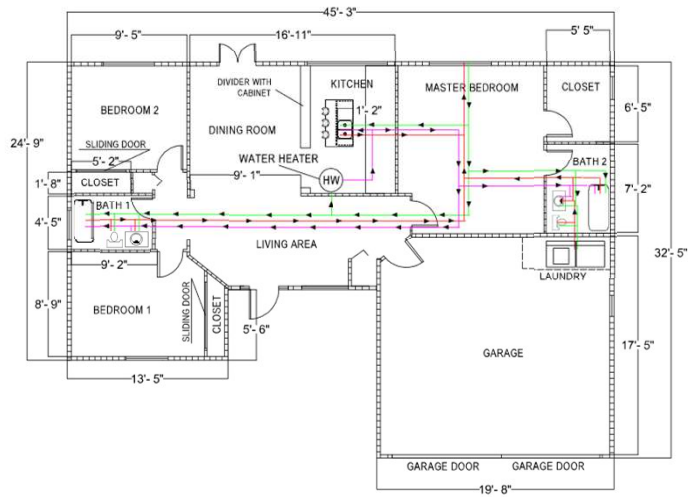 45'- 3"
9'- 5"
16'-11"
5' 5"
DIVIDER WITH
CABINET
KITCHEN
MASTER BEDROOM
CLOSET
6'- 5"
BEDROOM 2
1'- 2"
DINING ROOM
24'- 9"
SLIDING DOOR
5'- 2"
WATER HEATER
BATH 2
9'- 1"
HW
1'- 8"
CLOSET
7'- 2"
BATH 1
4'- 5"
LIVING AREA
32'- 5"
9'- 2"
LAUNDRY
8'- 9"
BEDROOM 1
SLIDING DOOR
CLOSET
5'- 6"
17'- 5"
GARAGE
13'- 5"
GARAGE DOOR
GARAGE DOOR
19'- 8"